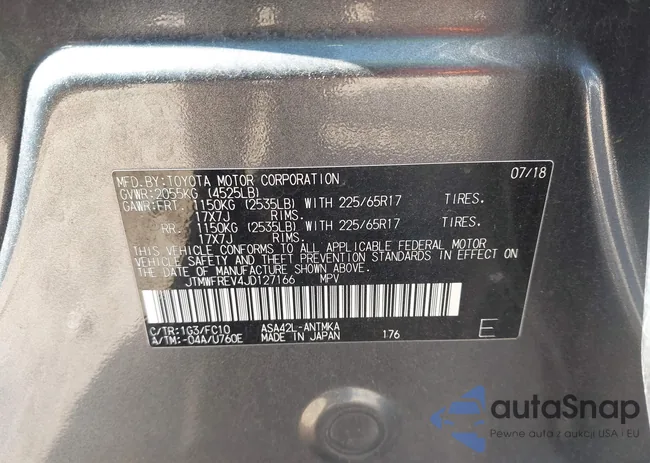 MFD.BY:TOYOTA MOTOR CORPORATION 07/18
GVWR:2055KG (4525LB)
GAWR:FRT. 1150KG (2535LB) WITH 225/65R17 TIRES.
17X7J RIMS.
RR. 1150KG (2535LB) WITH 225/65R17 TIRES.
17X7J RIMS.
THIS VEHICLE CONFORMS TO ALL APPLICABLE FEDERAL MOTOR
VEHICLE SAFETY AND THEFT PREVENTION STANDARDS IN EFFECT ON
THE DATE OF MANUFACTURE SHOWN ABOVE.
JTMWFREV4JD127166 MPV
C/TR:1G3/FC10 ASA42L-ANTMKA
A/TM:-04A/U760E MADE IN JAPAN 176 E
autoSnap
Pewne auta z aukcji USA i EU